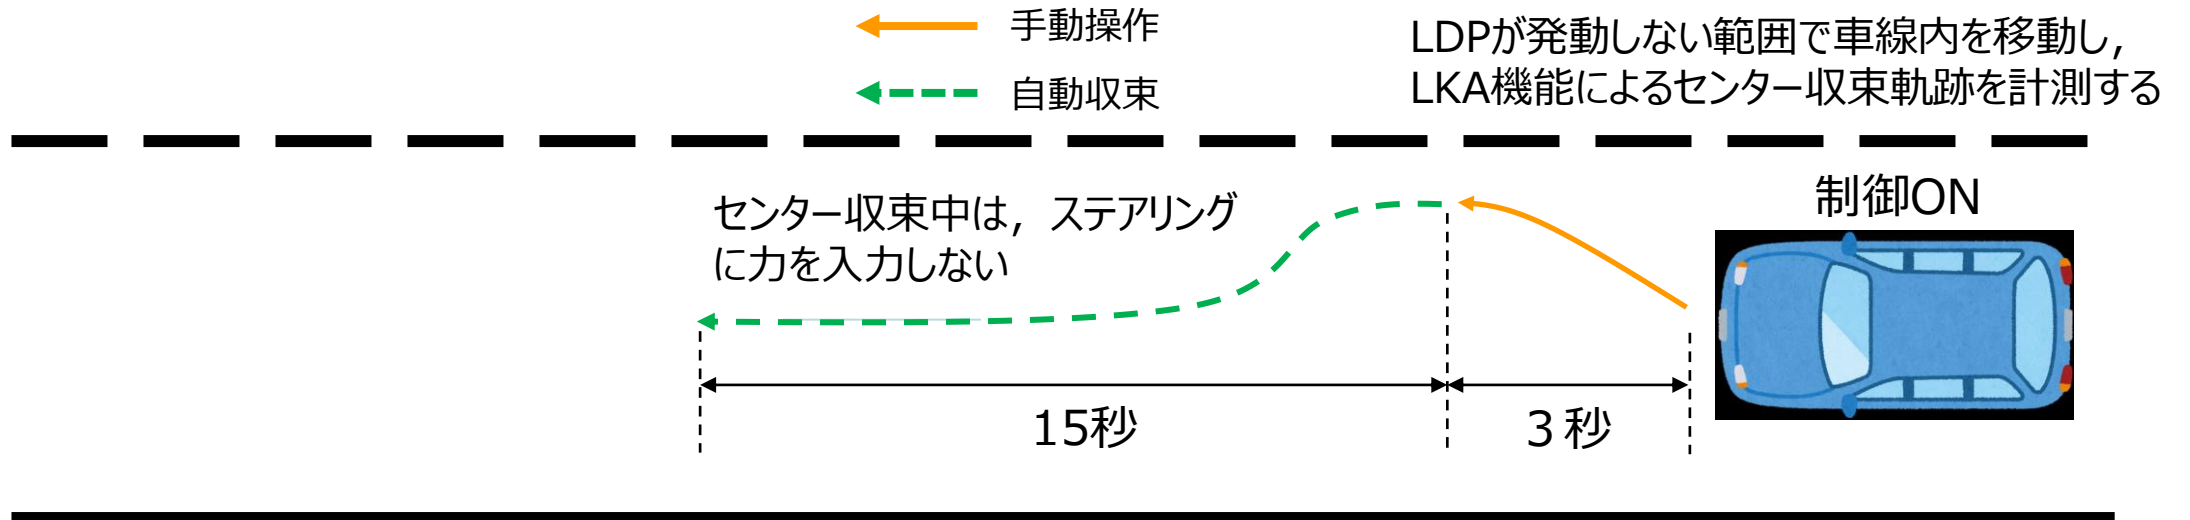 手動操作
自動収束
LDPが発動しない範囲で車線内を移動し，
LKA機能によるセンター収束軌跡を計測する
制御ON
センター収束中は，ステアリング
に力を入力しない
15秒
３秒